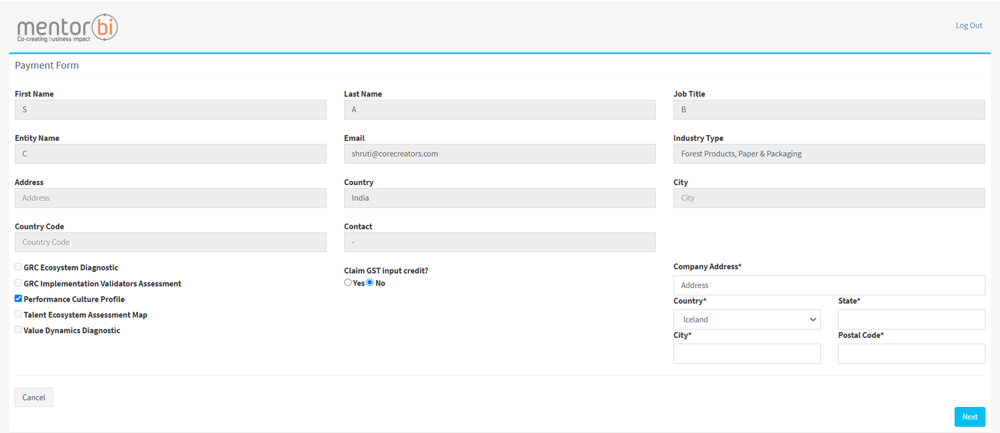 mentor bi
Co-creating business impact
Log Out
Payment Form
First Name
S
Last Name
A
Job Title
B
Entity Name
C
Email
shruti@corecreators.com
Industry Type
Forest Products, Paper & Packaging
Address
Address
Country
India
City
City
Country Code
Country Code
Contact
-
GRC Ecosystem Diagnostic
GRC Implementation Validators Assessment
Performance Culture Profile
Talent Ecosystem Assessment Map
Value Dynamics Diagnostic
Claim GST input credit?
Yes No
Company Address*
Address
Country*
Iceland
State*
City*
Postal Code*
Cancel
Next